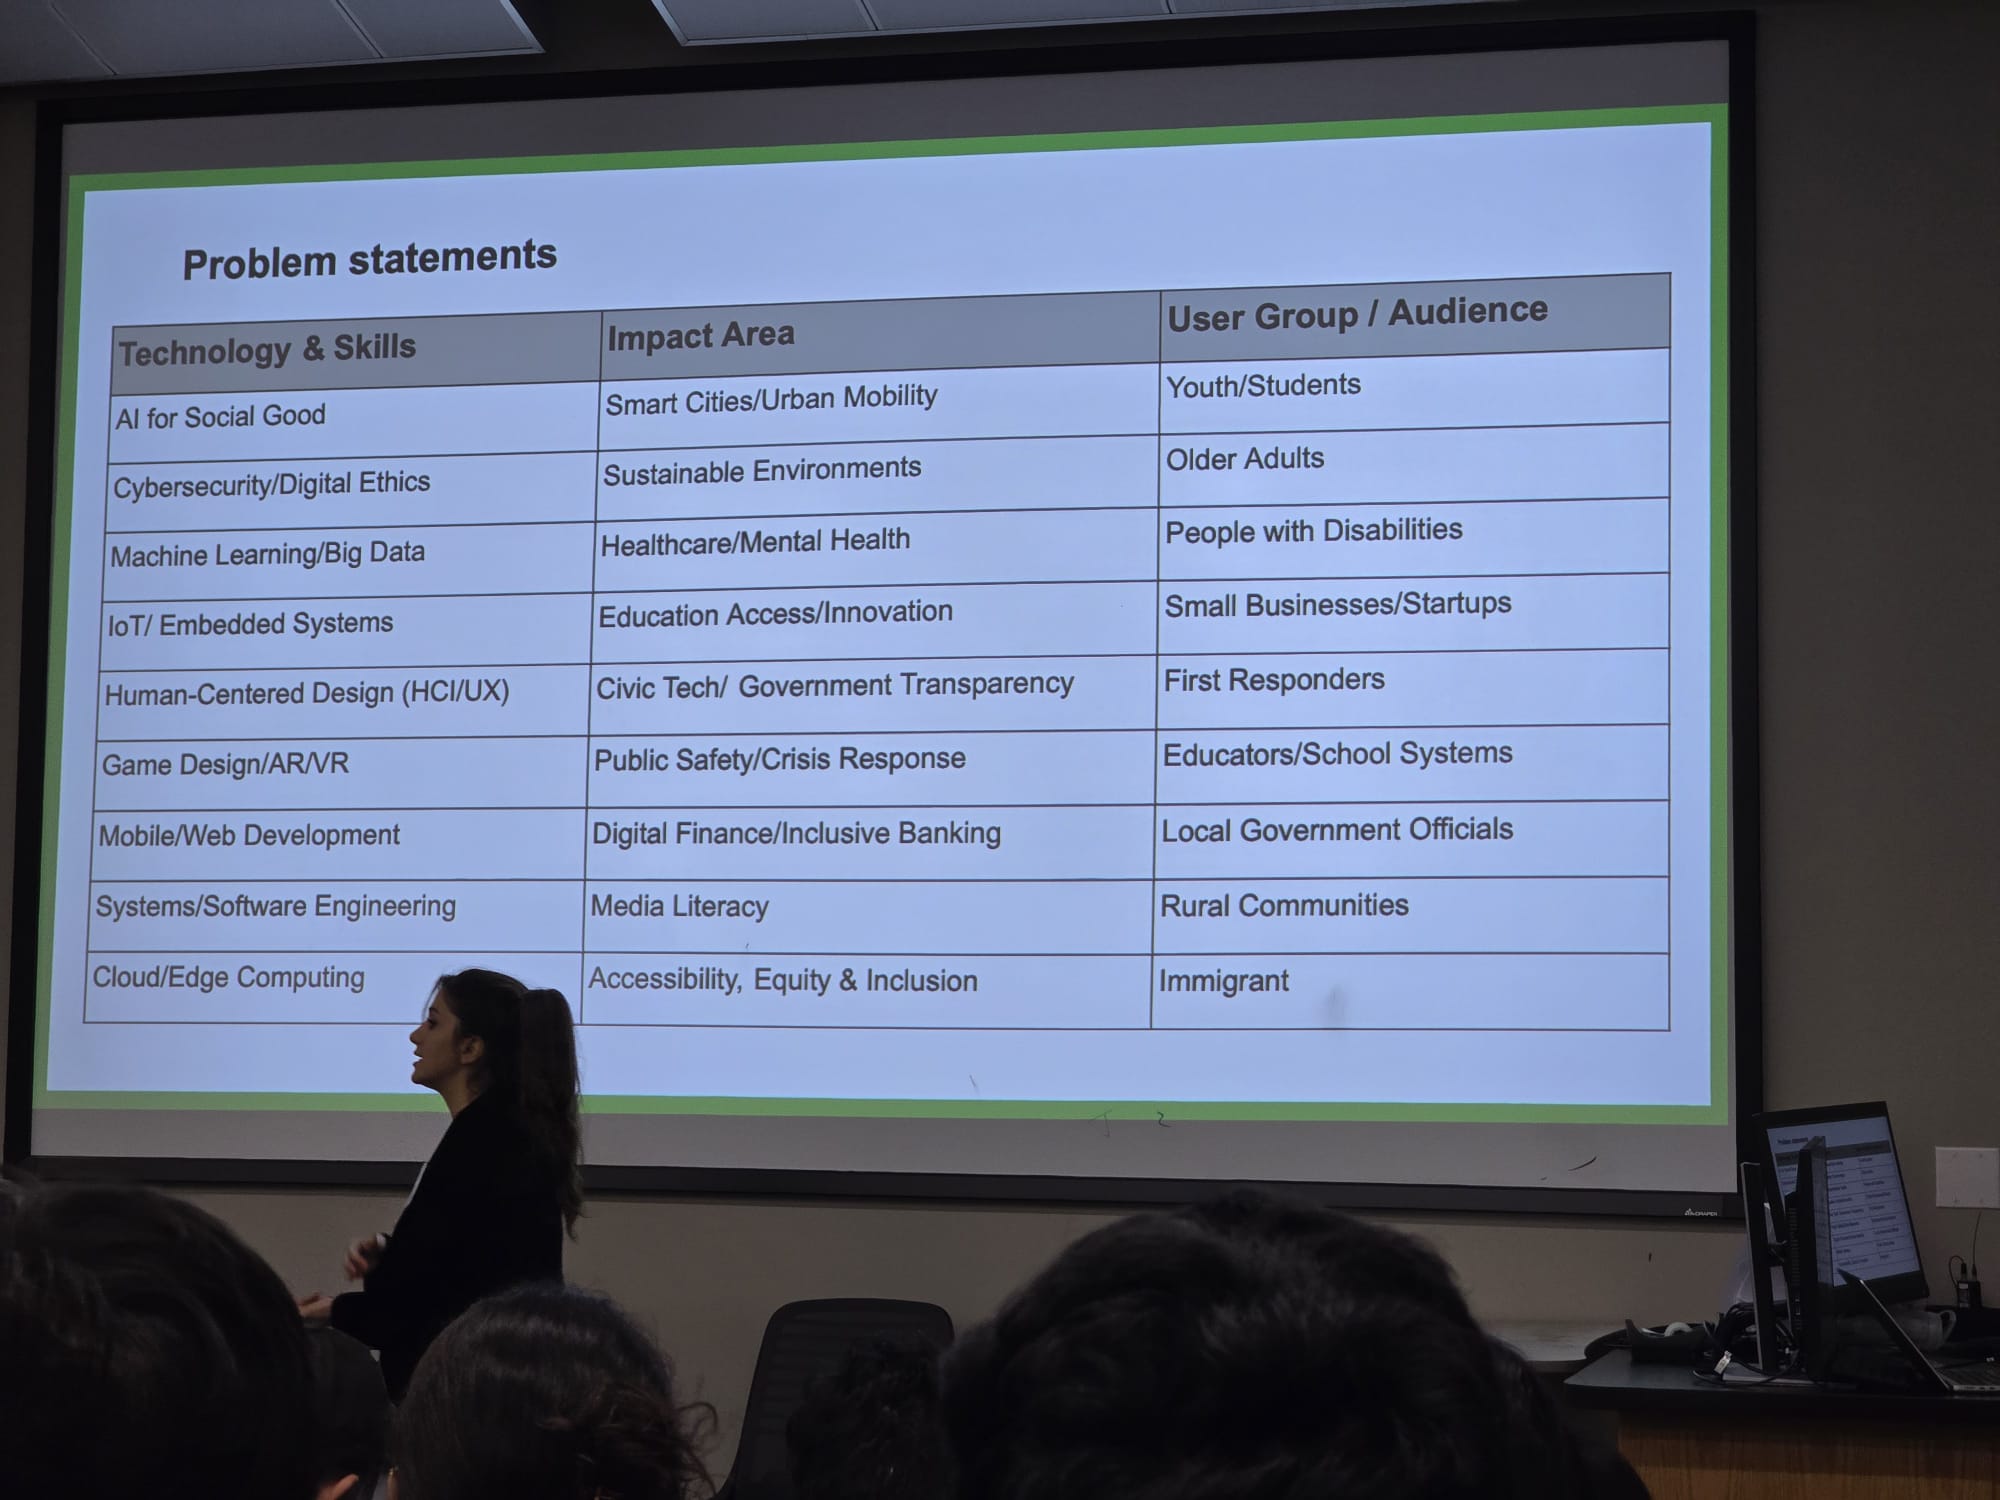 Problem statements
Technology & Skills
Impact Area
User Group / Audience
AI for Social Good
Smart Cities/Urban Mobility
Youth/Students
Cybersecurity/Digital Ethics
Sustainable Environments
Older Adults
Machine Learning/Big Data
Healthcare/Mental Health
People with Disabilities
IoT/ Embedded Systems
Education Access/Innovation
Small Businesses/Startups
Human-Centered Design (HCI/UX)
Civic Tech/ Government Transparency
First Responders
Game Design/AR/VR
Public Safety/Crisis Response
Educators/School Systems
Mobile/Web Development
Digital Finance/Inclusive Banking
Local Government Officials
Systems/Software Engineering
Media Literacy
Rural Communities
Cloud/Edge Computing
Accessibility, Equity & Inclusion
Immigrant
DRAPER
Problem statements